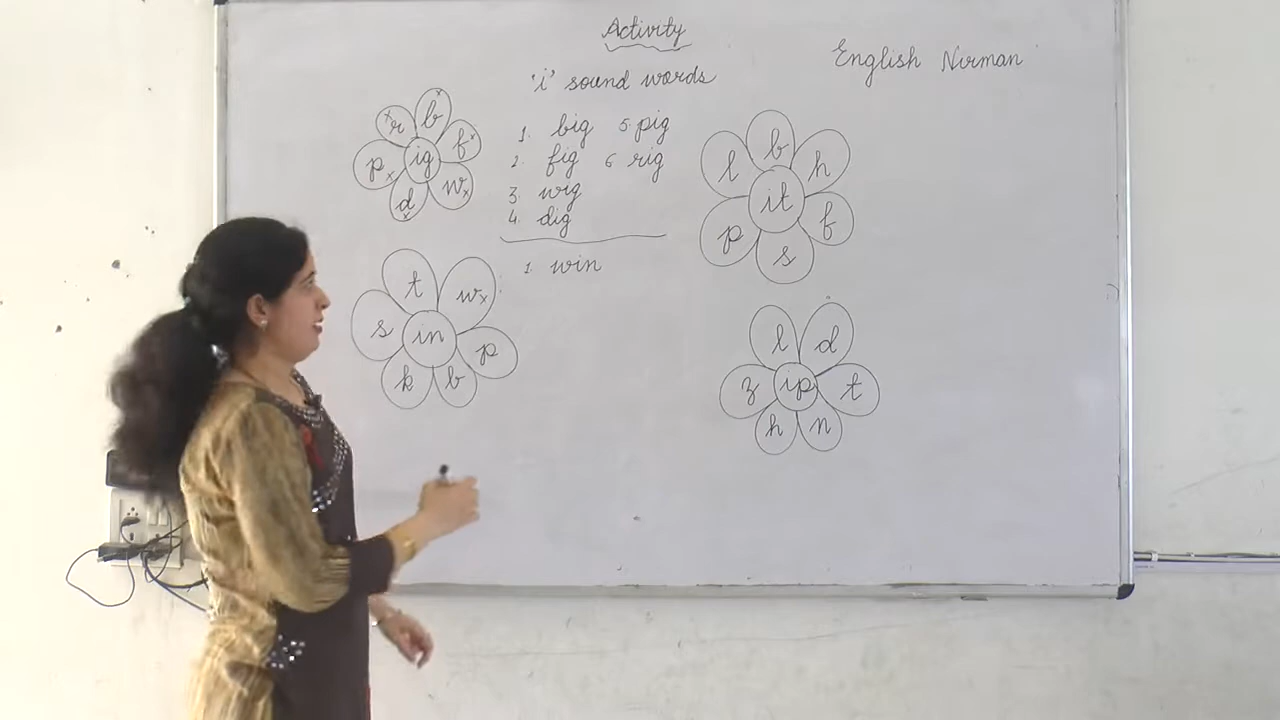 Activity
English Nirman
'i' sound words
1. big 5. pig
2. fig 6 rig
3. wig
4. dig
1. win
ig
b
f
w
d
p
r
in
t
w
p
b
k
s
it
b
h
f
s
p
l
ip
l
d
t
n
h
z